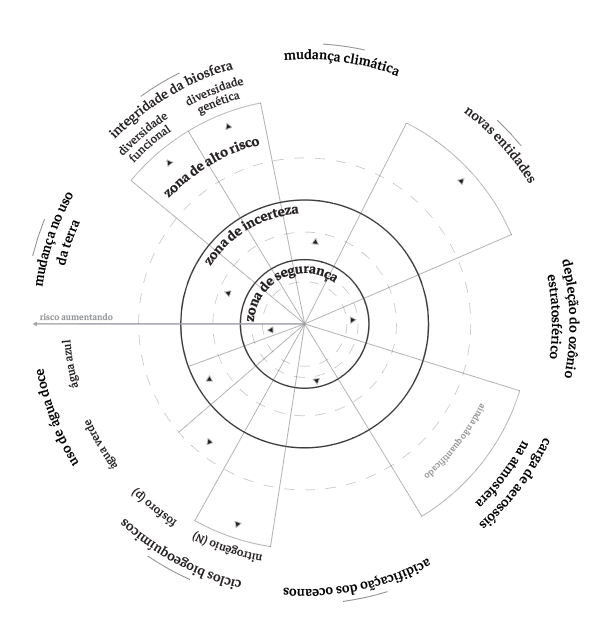 mudança climática
integridade da biosfera
diversidade
genética
diversidade
funcional
novas entidades
zona de alto risco
zona de incerteza
zona de segurança
mudança no uso
da terra
depleção do ozônio
estratosférico
risco aumentando
água azul
uso de água doce
água verde
ainda não quantificado
carga de aerossóis
na atmosfera
fósforo (p)
nitrogênio (N)
ciclos biogeoquímicos
acidificação dos oceanos